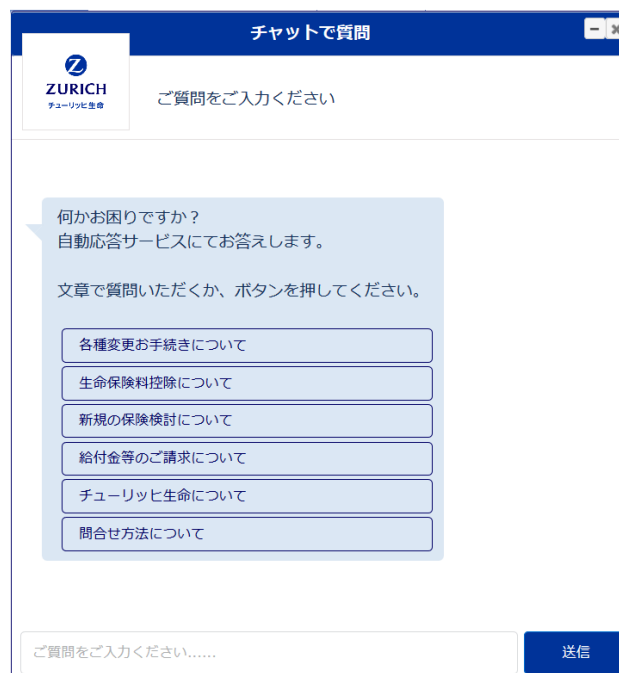 チャットで質問
Z
ZURICH
チューリッヒ生命
ご質問をご入力ください
何かお困りですか？
自動応答サービスにてお答えします。
文章で質問いただくか、ボタンを押してください。
各種変更お手続きについて
生命保険料控除について
新規の保険検討について
給付金等のご請求について
チューリッヒ生命について
問合せ方法について
ご質問をご入力ください......
送信